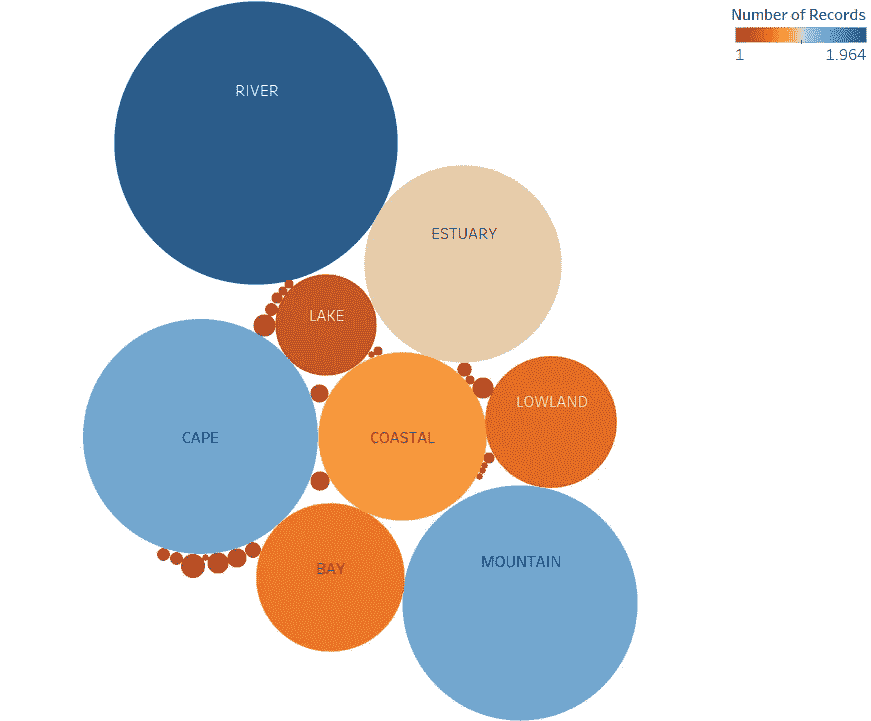 Number of Records
1 1.964
RIVER
ESTUARY
LAKE
LOWLAND
CAPE
COASTAL
MOUNTAIN
BAY